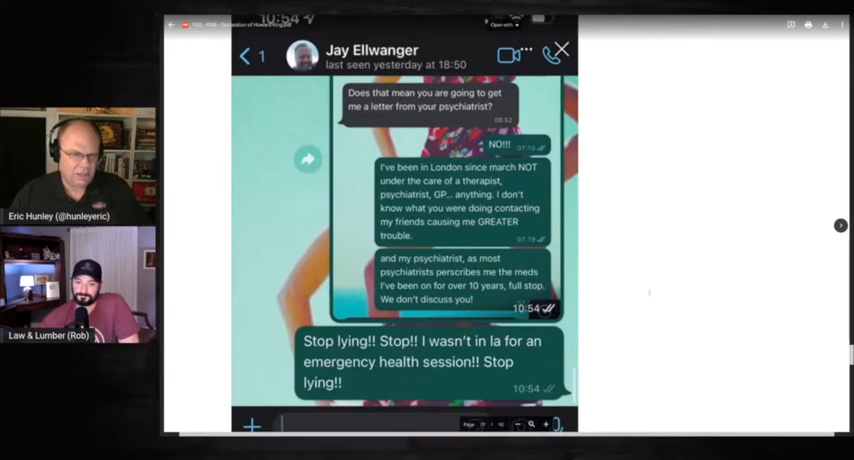 10:54
Open with
1
Jay Ellwanger
last seen yesterday at 18:50
Does that mean you are going to get
me a letter from your psychiatrist?
06:52
NO!!!
07:10
I've been in London since march NOT
under the care of a therapist,
psychiatrist, GP... anything. I don't
know what you were doing contacting
my friends causing me GREATER
trouble.
07:19
and my psychiatrist, as most
psychiatrists perscribes me the meds
I've been on for over 10 years, full stop.
We don't discuss you!
10:54
Stop lying!! Stop!! I wasn't in la for an
emergency health session!! Stop
lying!!
10:54
Page
Eric Hunley (@hunleyeric)
Law & Lumber (Rob)